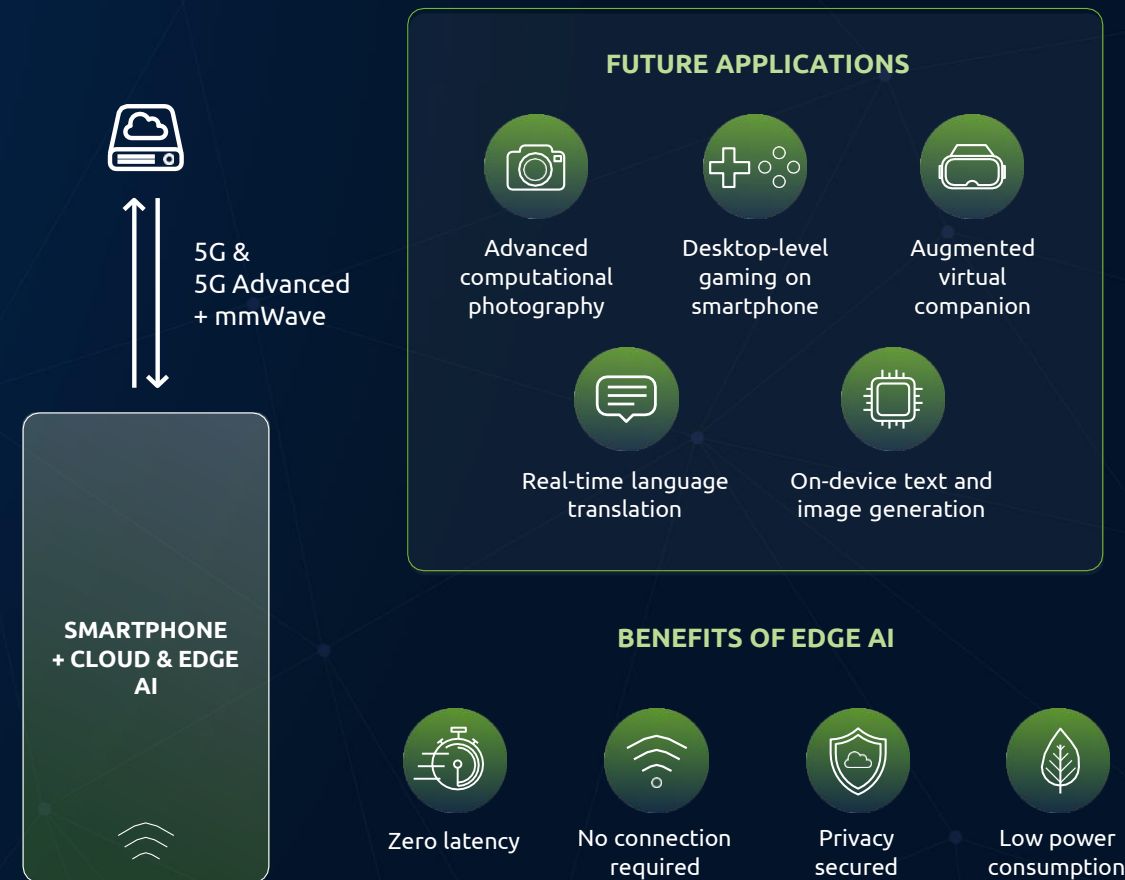 FUTURE APPLICATIONS
5G &
5G Advanced
+ mmWave
Advanced
computational
photography
Desktop-level
gaming on
smartphone
Augmented
virtual
companion
Real-time language
translation
On-device text and
image generation
SMARTPHONE
+ CLOUD & EDGE
AI
BENEFITS OF EDGE AI
Zero latency
No connection
required
Privacy
secured
Low power
consumption